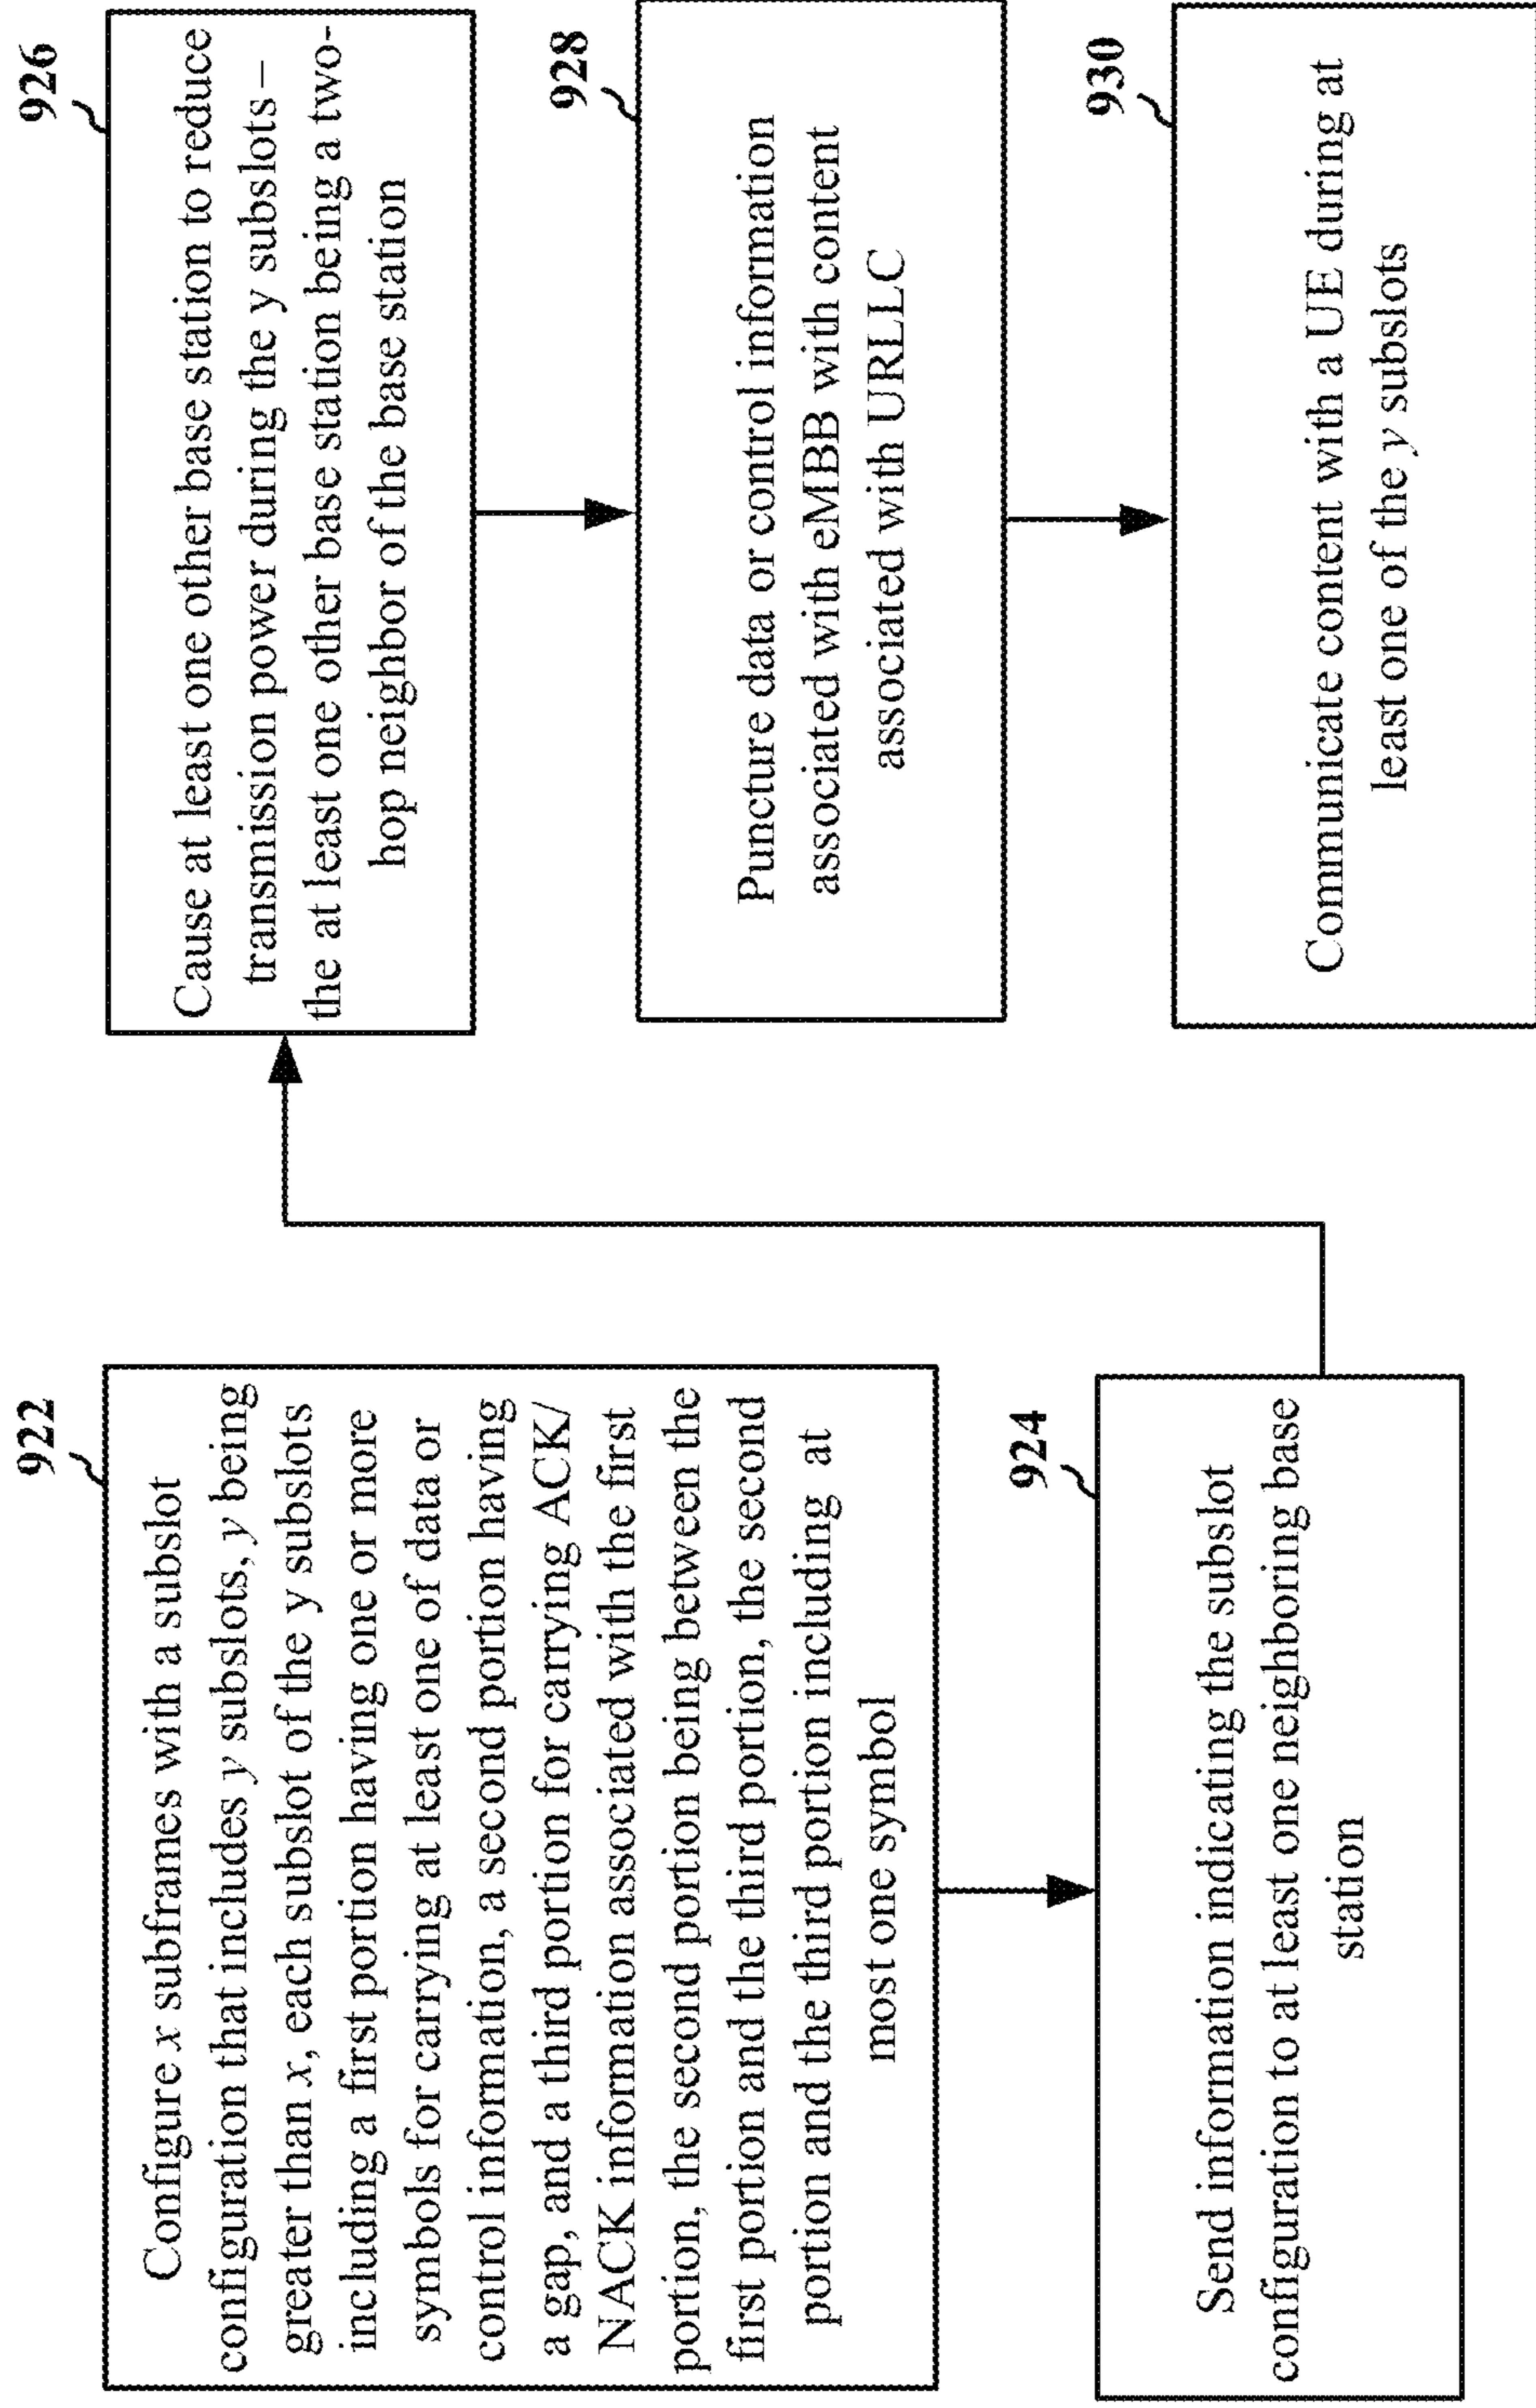 922
Configure x subframes with a subslot
configuration that includes y subslots, y being
greater than x, each subslot of the y subslots
including a first portion having one or more
symbols for carrying at least one of data or
control information, a second portion having
a gap, and a third portion for carrying ACK/
NACK information associated with the first
portion, the second portion being between the
first portion and the third portion, the second
portion and the third portion including at
most one symbol
924
Send information indicating the subslot
configuration to at least one neighboring base
station
926
Cause at least one other base station to reduce
transmission power during the y subslots –
the at least one other base station being a two-
hop neighbor of the base station
928
Puncture data or control information
associated with eMBB with content
associated with URLLC
930
Communicate content with a UE during at
least one of the y subslots